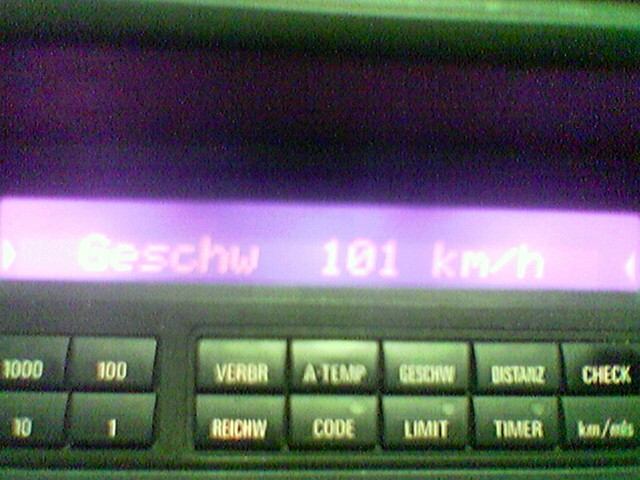 Geschw 101 km/h
1000 100 VERBR A-TEMP GESCHW DISTANZ CHECK
10 1 REICHW CODE LIMIT TIMER km/mls